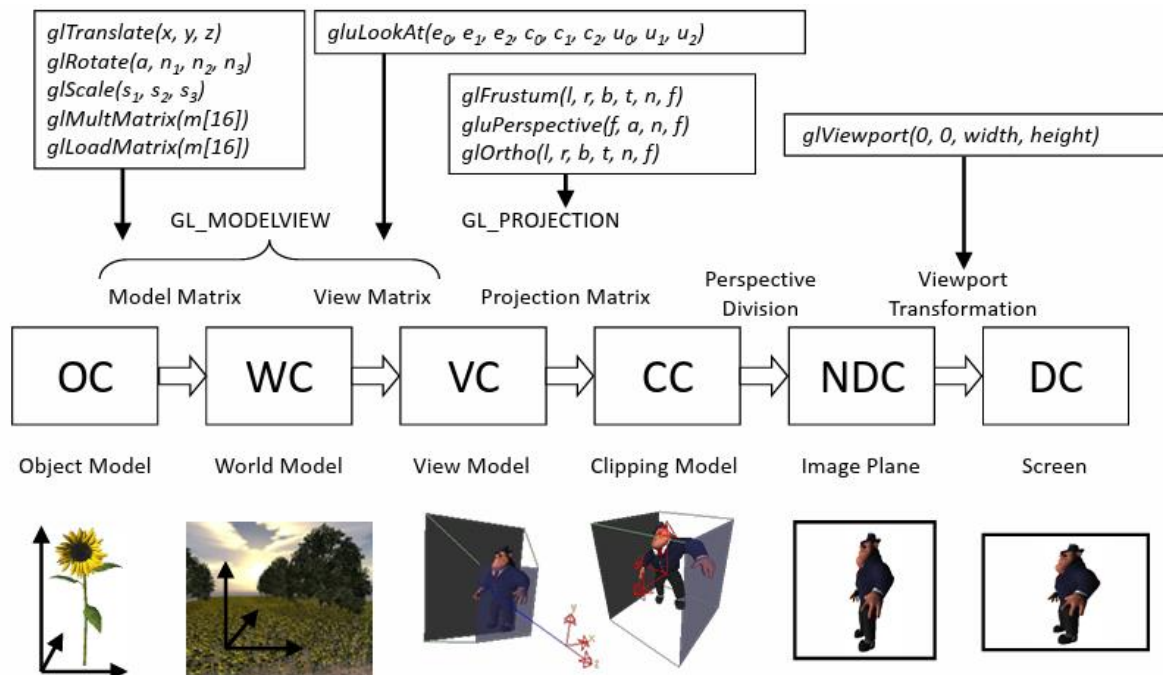 glTranslate(x, y, z)
glRotate(a, n₁, n₂, n₃)
glScale(s₁, s₂, s₃)
glMultMatrix(m[16])
glLoadMatrix(m[16])
gluLookAt(e₀, e₁, e₂, c₀, c₁, c₂, u₀, u₁, u₂)
glFrustum(l, r, b, t, n, f)
gluPerspective(f, a, n, f)
glOrtho(l, r, b, t, n, f)
glViewport(0, 0, width, height)
GL_MODELVIEW
GL_PROJECTION
Model Matrix
View Matrix
Projection Matrix
Perspective
Division
Viewport
Transformation
OC
WC
VC
CC
NDC
DC
Object Model
World Model
View Model
Clipping Model
Image Plane
Screen
y
x
z